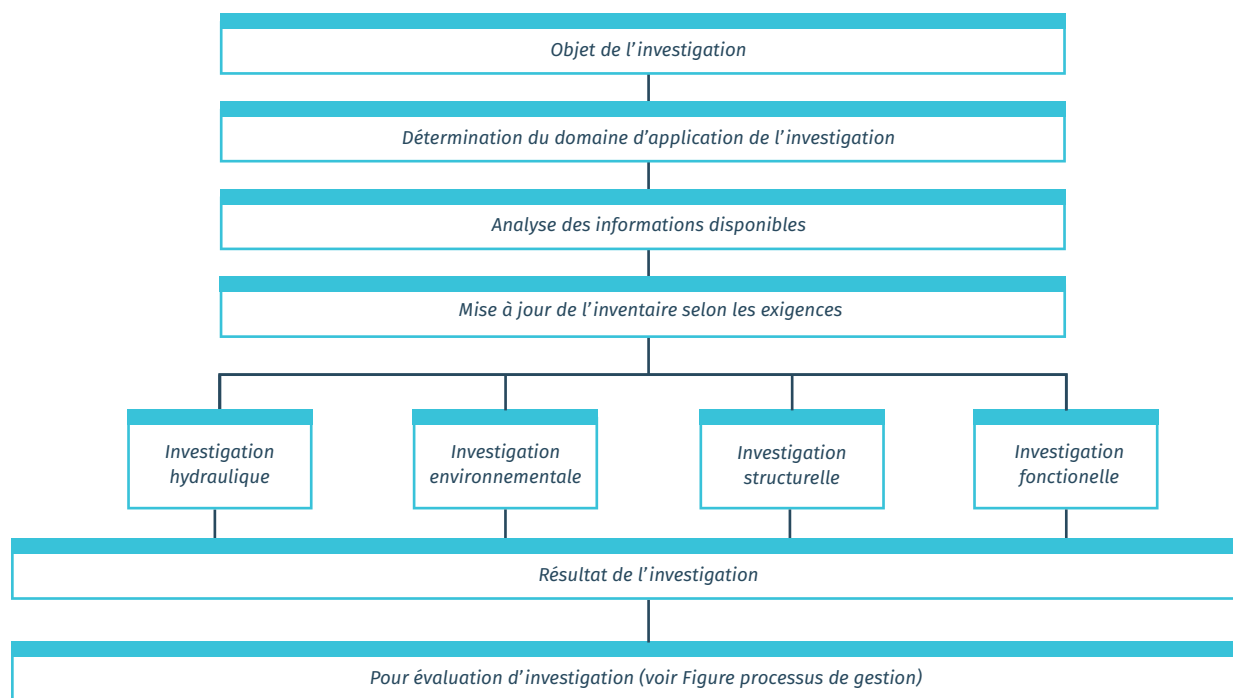 Objet de l'investigation
Détermination du domaine d'application de l'investigation
Analyse des informations disponibles
Mise à jour de l'inventaire selon les exigences
Investigation
hydraulique
Investigation
environnementale
Investigation
structurelle
Investigation
fonctionelle
Résultat de l'investigation
Pour évaluation d'investigation (voir Figure processus de gestion)